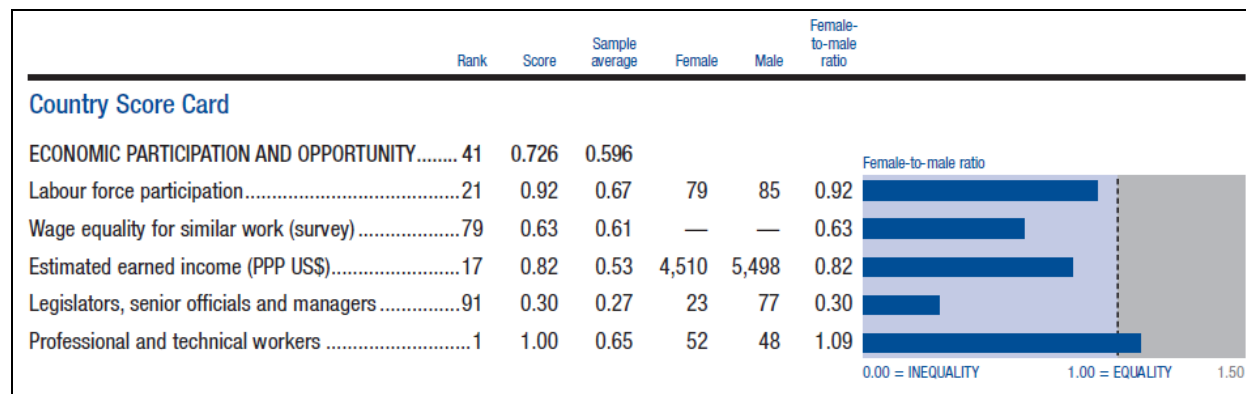 Rank Score Sample average Female Male Female-to-male ratio
Country Score Card
ECONOMIC PARTICIPATION AND OPPORTUNITY........ 41 0.726 0.596
Female-to-male ratio
Labour force participation.......................................21 0.92 0.67 79 85 0.92
Wage equality for similar work (survey)...................79 0.63 0.61 — — 0.63
Estimated earned income (PPP US$)........................17 0.82 0.53 4,510 5,498 0.82
Legislators, senior officials and managers...............91 0.30 0.27 23 77 0.30
Professional and technical workers..........................1 1.00 0.65 52 48 1.09
0.00 = INEQUALITY 1.00 = EQUALITY 1.50